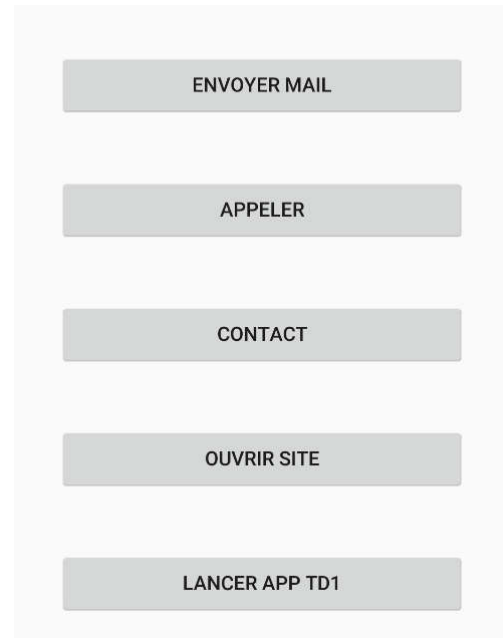 ENVOYER MAIL
APPELER
CONTACT
OUVRIR SITE
LANCER APP TD1